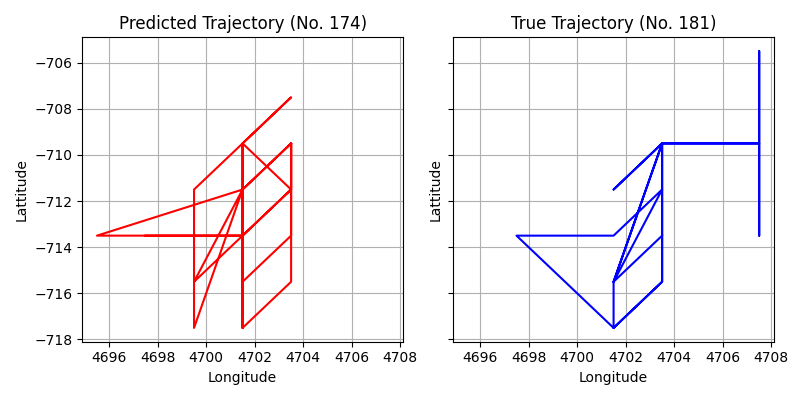 Predicted Trajectory (No. 174)
True Trajectory (No. 181)
−706
−708
−710
−712
−714
−716
−718
Lattitude
Lattitude
4696 4698 4700 4702 4704 4706 4708
4696 4698 4700 4702 4704 4706 4708
Longitude
Longitude